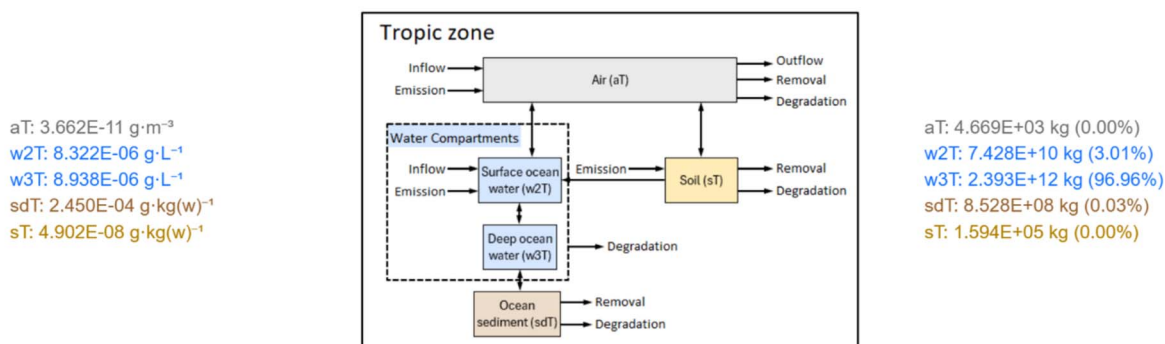 Tropic zone
Inflow
Emission
Air (aT)
Outflow
Removal
Degradation
aT: 3.662E-11 g·m⁻³
w2T: 8.322E-06 g·L⁻¹
w3T: 8.938E-06 g·L⁻¹
sdT: 2.450E-04 g·kg(w)⁻¹
sT: 4.902E-08 g·kg(w)⁻¹
Water Compartments
Inflow
Emission
Surface ocean
water (w2T)
Emission
Soil (sT)
Removal
Degradation
Deep ocean
water (w3T)
Degradation
Ocean
sediment (sdT)
Removal
Degradation
aT: 4.669E+03 kg (0.00%)
w2T: 7.428E+10 kg (3.01%)
w3T: 2.393E+12 kg (96.96%)
sdT: 8.528E+08 kg (0.03%)
sT: 1.594E+05 kg (0.00%)